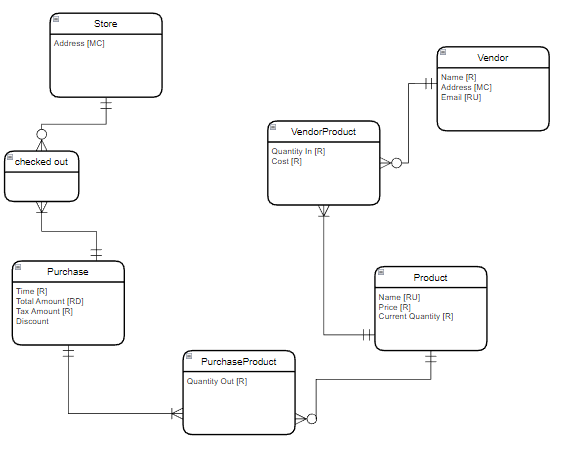 Store
Address [MC]
Vendor
Name [R]
Address [MC]
Email [RU]
VendorProduct
Quantity In [R]
Cost [R]
checked out
Purchase
Time [R]
Total Amount [RD]
Tax Amount [R]
Discount
Product
Name [RU]
Price [R]
Current Quantity [R]
PurchaseProduct
Quantity Out [R]